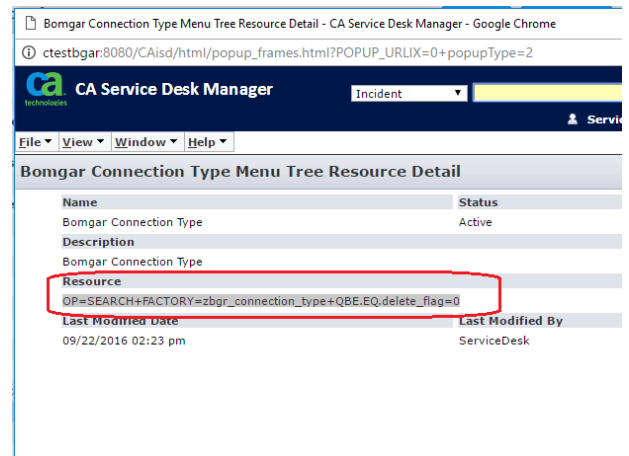 Bomgar Connection Type Menu Tree Resource Detail - CA Service Desk Manager - Google Chrome
ctestbgar:8080/CAisd/html/popup_frames.html?POPUP_URLIX=0+popupType=2
ca technologies CA Service Desk Manager Incident
Servic
File View Window Help
Bomgar Connection Type Menu Tree Resource Detail
Name Status
Bomgar Connection Type Active
Description
Bomgar Connection Type
Resource
OP=SEARCH+FACTORY=zbgr_connection_type+QBE.EQ.delete_flag=0
Last Modified Date Last Modified By
09/22/2016 02:23 pm ServiceDesk